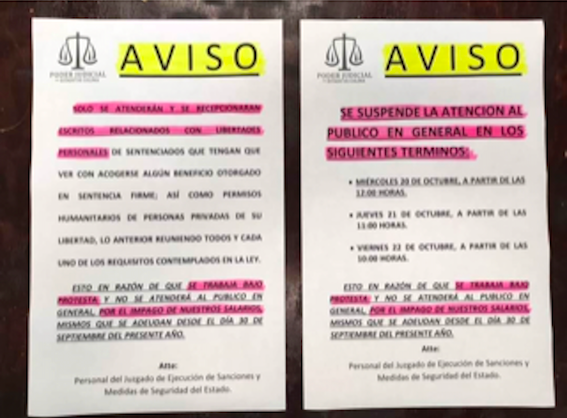 PODER JUDICIAL
AVISO
SOLO SE ATENDERÁN Y SE RECEPCIONARAN
ESCRITOS RELACIONADOS CON LIBERTADES
PERSONALES DE SENTENCIADOS QUE TENGAN QUE
VER CON ACOGERSE ALGÚN BENEFICIO OTORGADO
EN SENTENCIA FIRME; ASÍ COMO PERMISOS
HUMANITARIOS DE PERSONAS PRIVADAS DE SU
LIBERTAD, LO ANTERIOR REUNIENDO TODOS Y CADA
UNO DE LOS REQUISITOS CONTEMPLADOS EN LA LEY.
ESTO EN RAZÓN DE QUE SE TRABAJA BAJO
PROTESTA Y NO SE ATENDERÁ AL PUBLICO EN
GENERAL, POR EL IMPAGO DE NUESTROS SALARIOS,
MISMOS QUE SE ADEUDAN DESDE EL DÍA 30 DE
SEPTIEMBRE DEL PRESENTE AÑO.
Atte:
Personal del Juzgado de Ejecución de Sanciones y
Medidas de Seguridad del Estado.
PODER JUDICIAL
AVISO
SE SUSPENDE LA ATENCION AL
PUBLICO EN GENERAL EN LOS
SIGUIENTES TERMINOS:
• MIÉRCOLES 20 DE OCTUBRE, A PARTIR DE LAS
12:00 HORAS.
• JUEVES 21 DE OCTUBRE, A PARTIR DE LAS
11:00 HORAS.
• VIERNES 22 DE OCTUBRE, A PARTIR DE LAS
10:00 HORAS.
ESTO EN RAZÓN DE QUE SE TRABAJA BAJO
PROTESTA Y NO SE ATENDERÁ AL PUBLICO EN
GENERAL, POR EL IMPAGO DE NUESTROS SALARIOS,
MISMOS QUE SE ADEUDAN DESDE EL DÍA 30 DE
SEPTIEMBRE DEL PRESENTE AÑO.
Atte:
Personal del Juzgado de Ejecución de Sanciones y
Medidas de Seguridad del Estado.